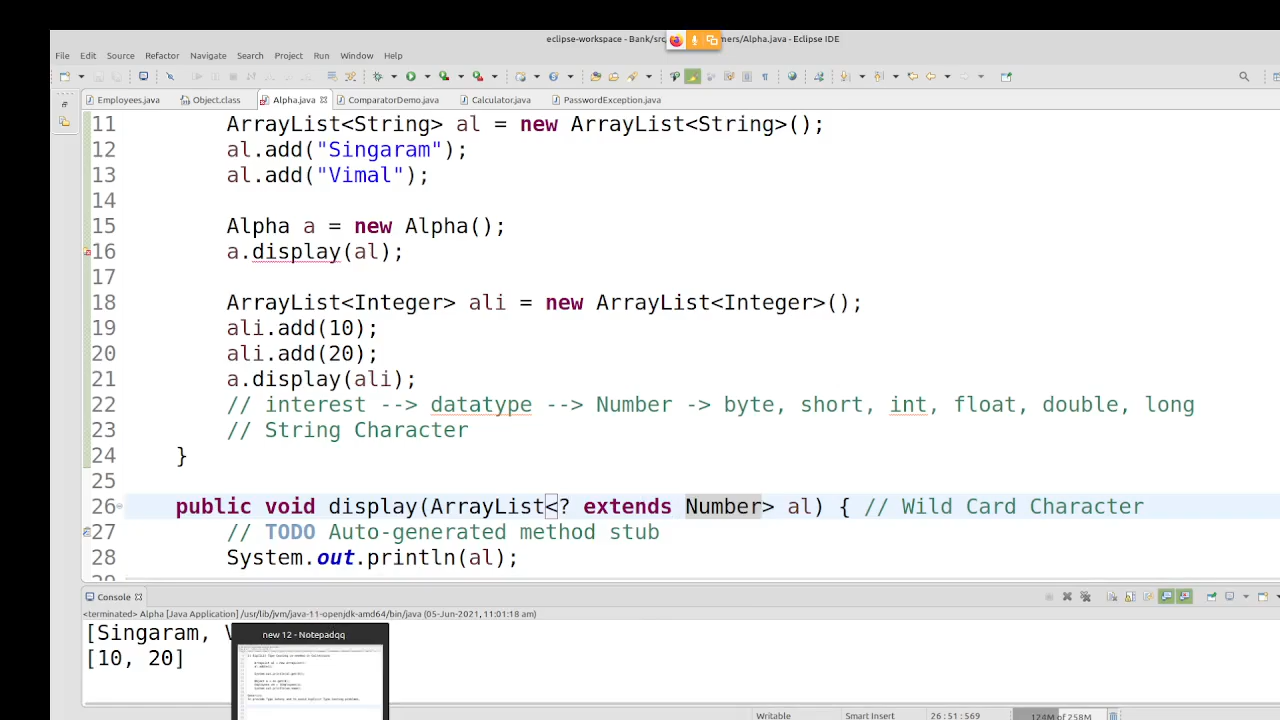 eclipse-workspace - Bank/src mers/Alpha.java - Eclipse IDE
File Edit Source Refactor Navigate Search Project Run Window Help
Employees.java Object.class Alpha.java ComparatorDemo.java Calculator.java PasswordException.java
11 ArrayList<String> al = new ArrayList<String>();
12 al.add("Singaram");
13 al.add("Vimal");
14
15 Alpha a = new Alpha();
16 a.display(al);
17
18 ArrayList<Integer> ali = new ArrayList<Integer>();
19 ali.add(10);
20 ali.add(20);
21 a.display(ali);
22 // interest --> datatype --> Number -> byte, short, int, float, double, long
23 // String Character
24 }
25
26 public void display(ArrayList<? extends Number> al) { // Wild Card Character
27 // TODO Auto-generated method stub
28 System.out.println(al);
Console
<terminated> Alpha [Java Application] /usr/lib/jvm/java-11-openjdk-amd64/bin/java (05-Jun-2021, 11:01:18 am)
[Singaram,
[10, 20]
new 12 - Notepadqq
Writable Smart Insert 26:51:569 124M of 258M